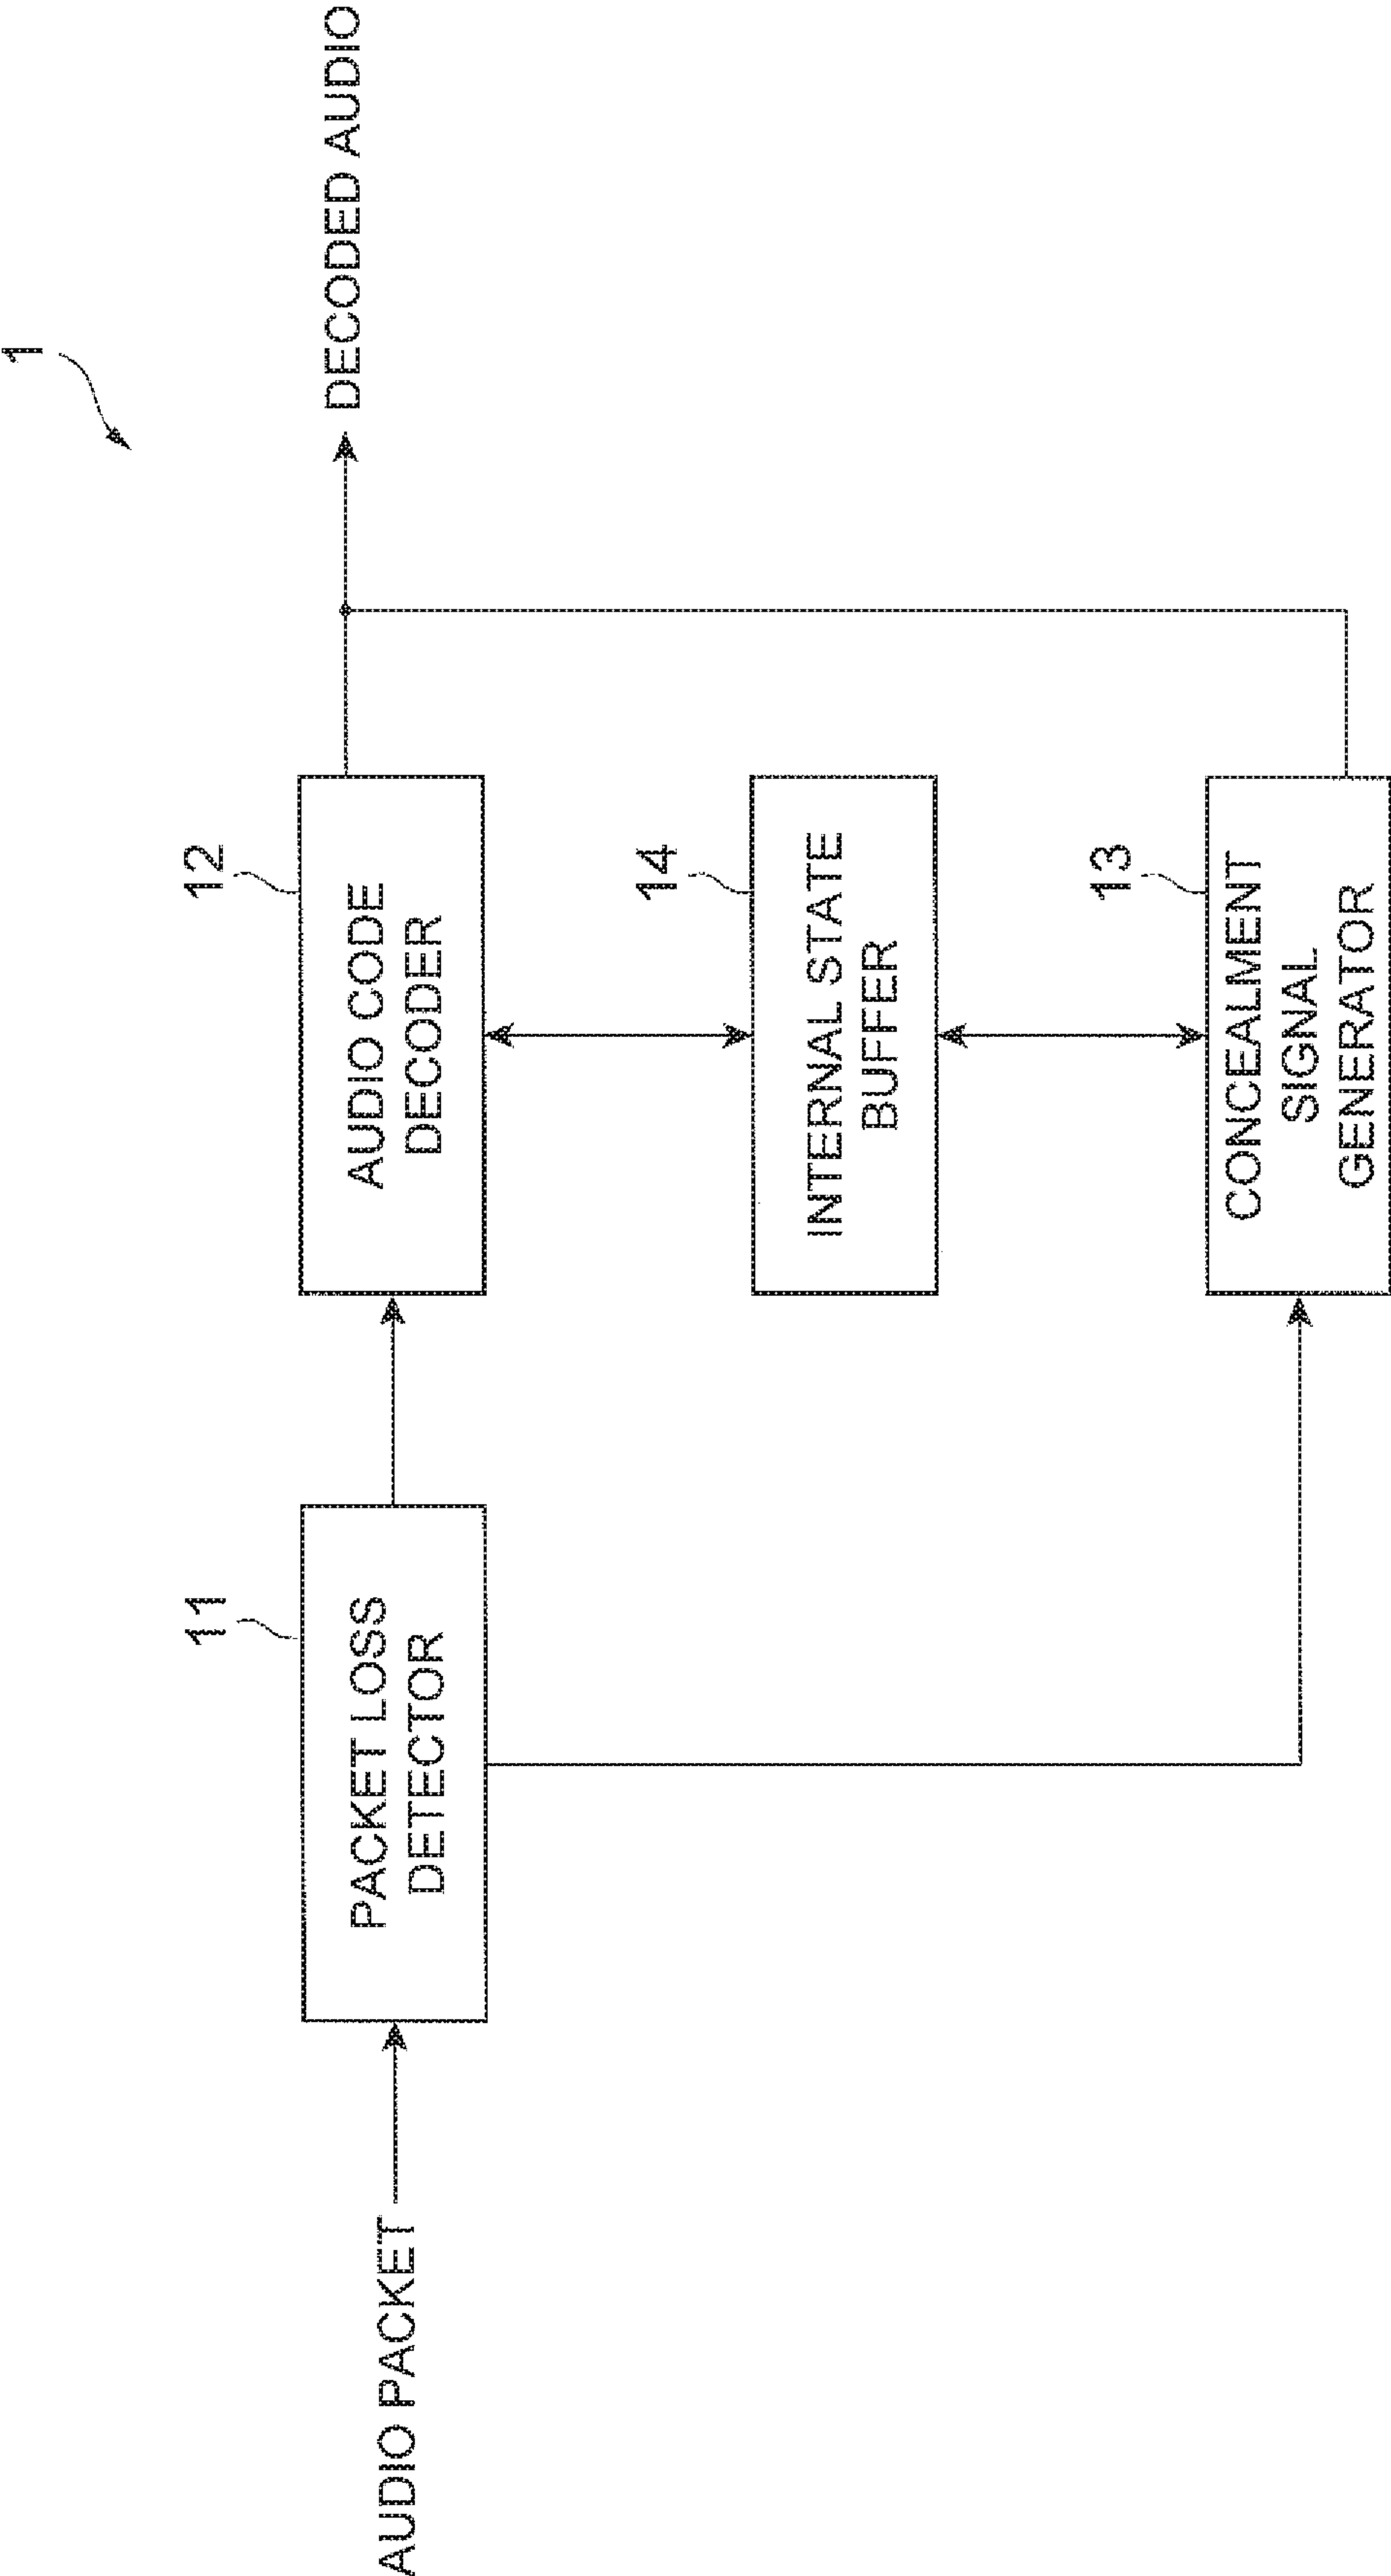 1
AUDIO PACKET
11
PACKET LOSS
DETECTOR
12
AUDIO CODE
DECODER
DECODED AUDIO
14
INTERNAL STATE
BUFFER
13
CONCEALMENT
SIGNAL
GENERATOR